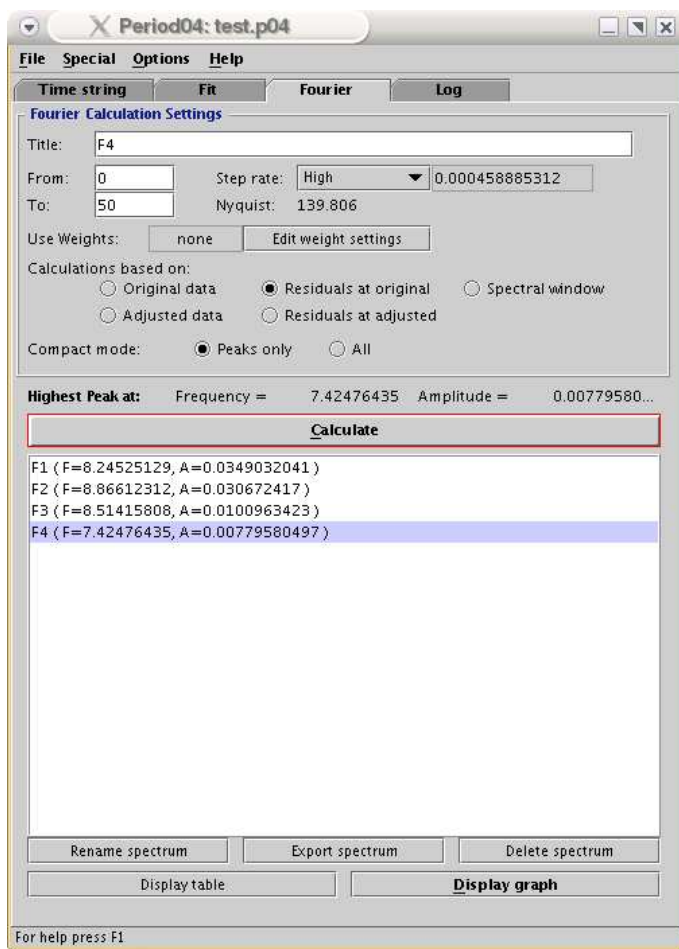 Period04: test.p04
File Special Options Help
Time string Fit Fourier Log
Fourier Calculation Settings
Title: F4
From: 0 Step rate: High 0.000458885312
To: 50 Nyquist: 139.806
Use Weights: none Edit weight settings
Calculations based on:
Original data Residuals at original Spectral window
Adjusted data Residuals at adjusted
Compact mode: Peaks only All
Highest Peak at: Frequency = 7.42476435 Amplitude = 0.00779580...
Calculate
F1 ( F=8.24525129, A=0.0349032041 )
F2 ( F=8.86612312, A=0.030672417 )
F3 ( F=8.51415808, A=0.0100963423 )
F4 ( F=7.42476435, A=0.00779580497 )
Rename spectrum Export spectrum Delete spectrum
Display table Display graph
For help press F1